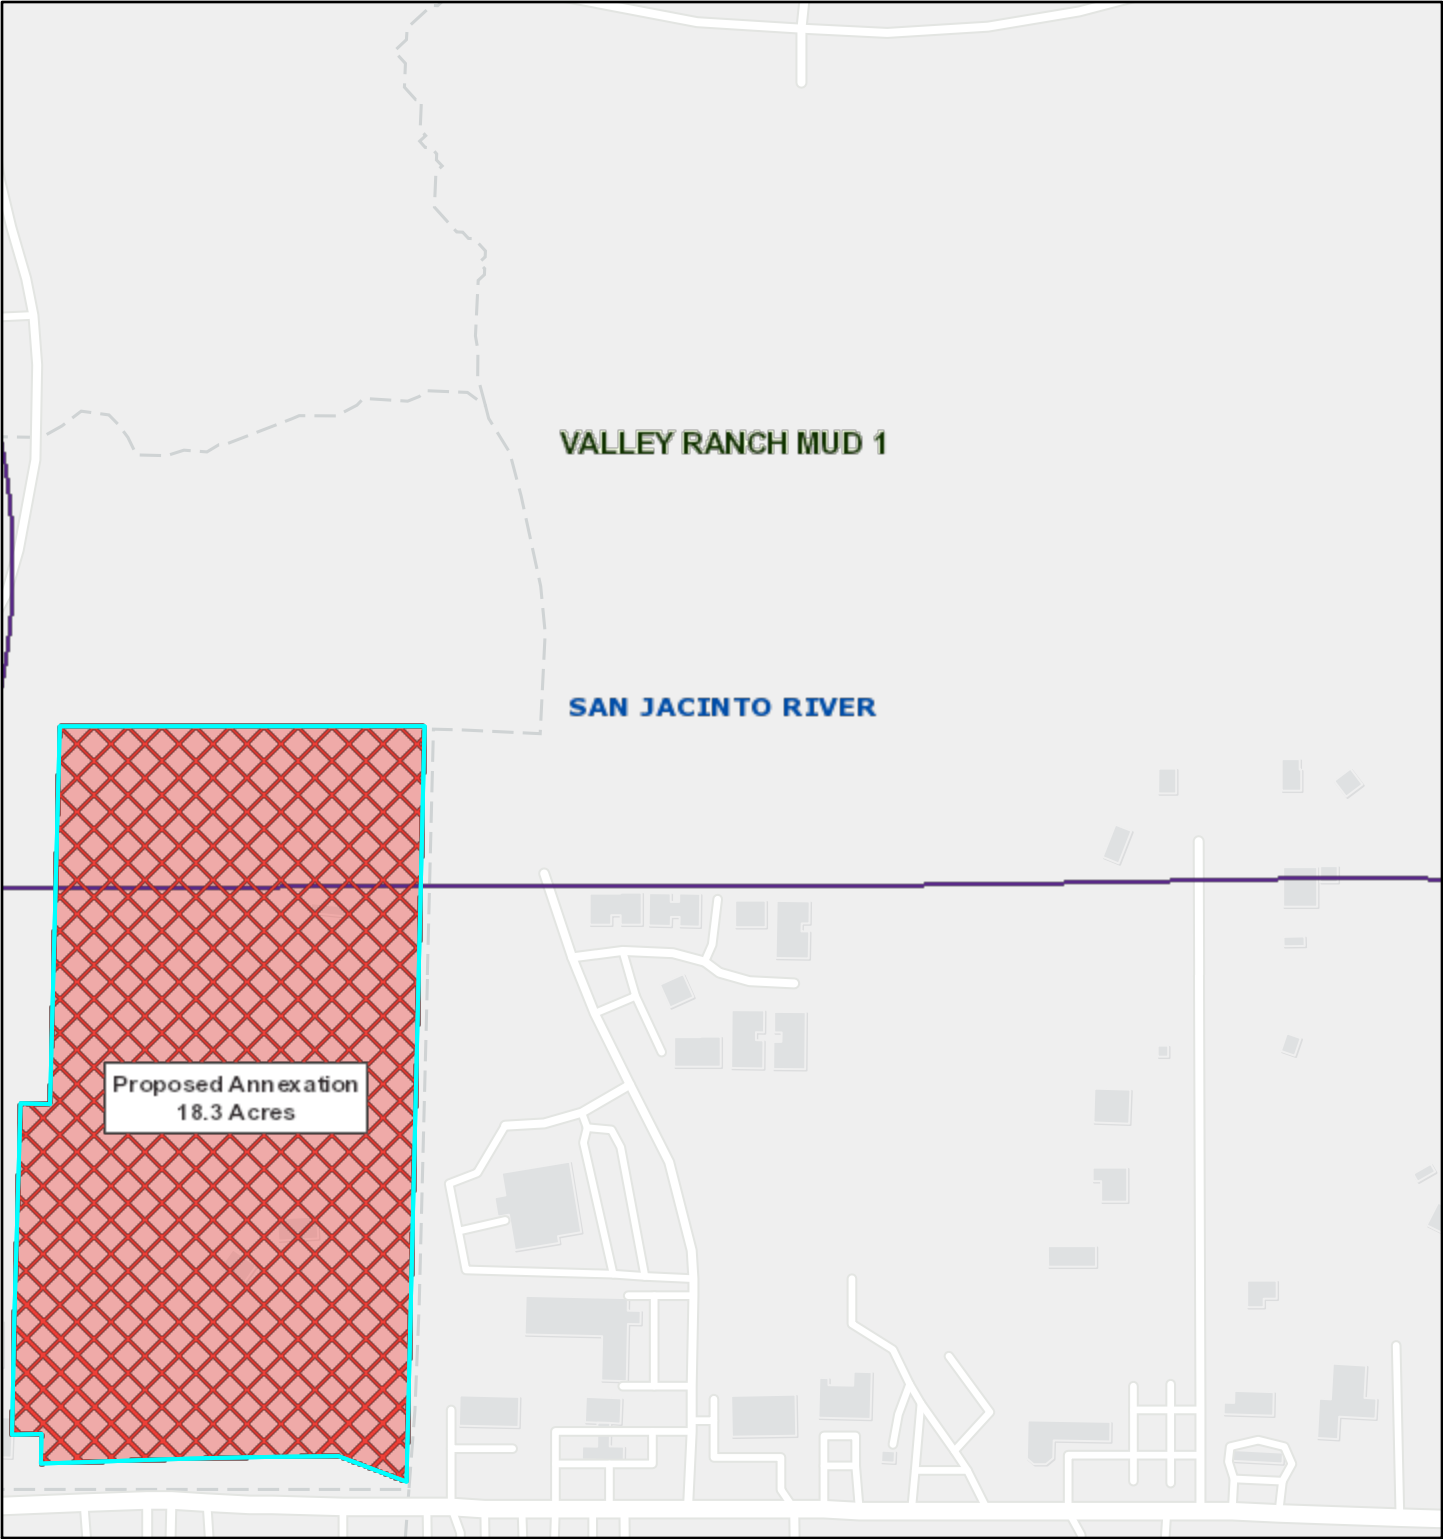 VALLEY RANCH MUD 1
SAN JACINTO RIVER
Proposed Annexation
18.3 Acres